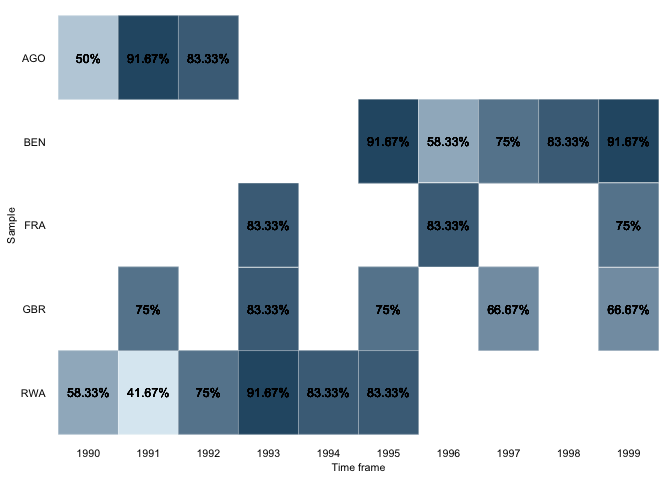 AGO 50% 91.67% 83.33%
BEN 91.67% 58.33% 75% 83.33% 91.67%
Sample
FRA 83.33% 83.33% 75%
GBR 75% 83.33% 75% 66.67% 66.67%
RWA 58.33% 41.67% 75% 91.67% 83.33% 83.33%
1990 1991 1992 1993 1994 1995 1996 1997 1998 1999
Time frame